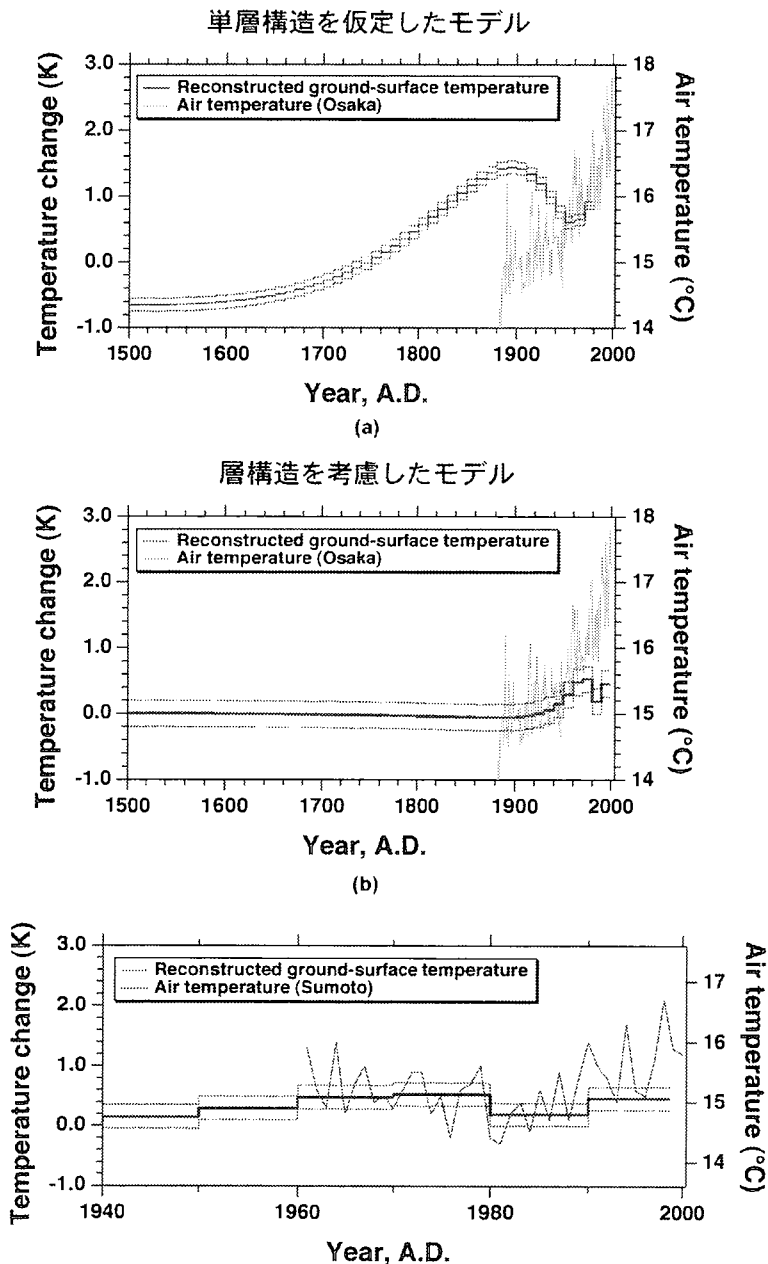 単層構造を仮定したモデル
3.0
2.0
1.0
0.0
-1.0
Temperature change (K)
Reconstructed ground-surface temperature
Air temperature (Osaka)
18
17
16
15
14
Air temperature (°C)
1500 1600 1700 1800 1900 2000
Year, A.D.
(a)
層構造を考慮したモデル
3.0
2.0
1.0
0.0
-1.0
Temperature change (K)
Reconstructed ground-surface temperature
Air temperature (Osaka)
18
17
16
15
14
Air temperature (°C)
1500 1600 1700 1800 1900 2000
Year, A.D.
(b)
3.0
2.0
1.0
0.0
-1.0
Temperature change (K)
Reconstructed ground-surface temperature
Air temperature (Sumoto)
17
16
15
14
Air temperature (°C)
1940 1960 1980 2000
Year, A.D.